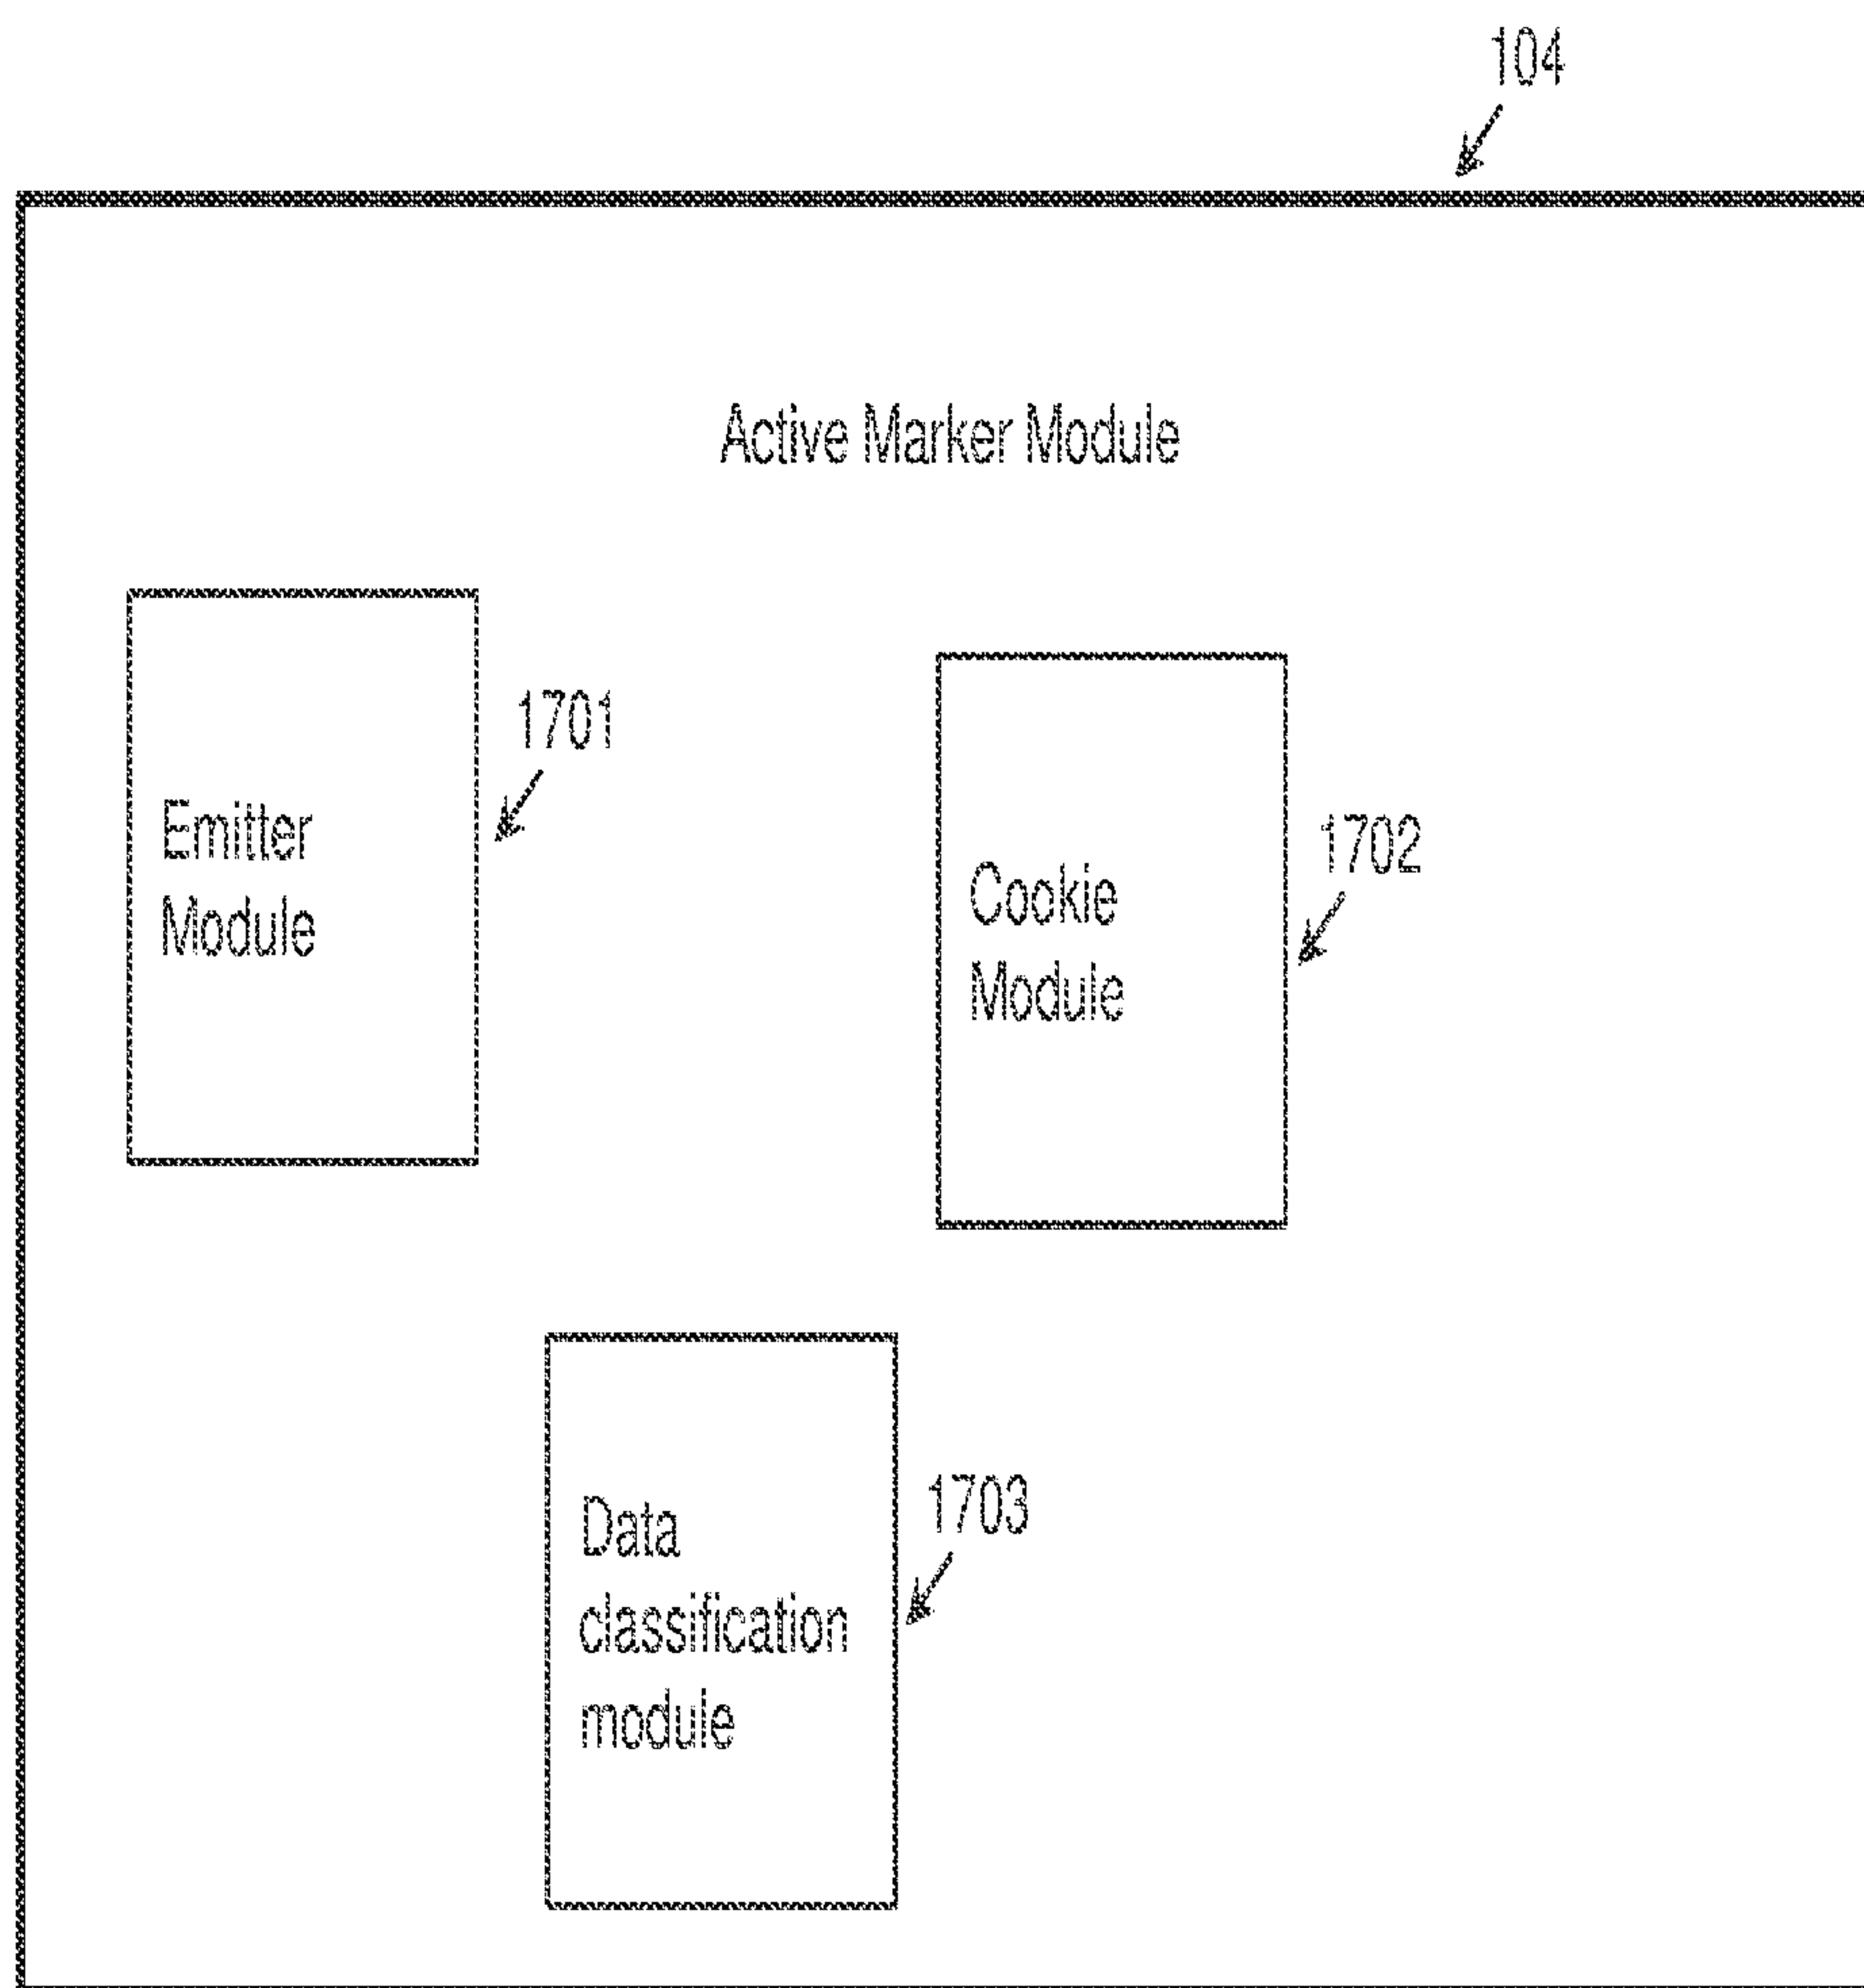 104
Active Marker Module
1701
Emitter
Module
1702
Cookie
Module
1703
Data
classification
module